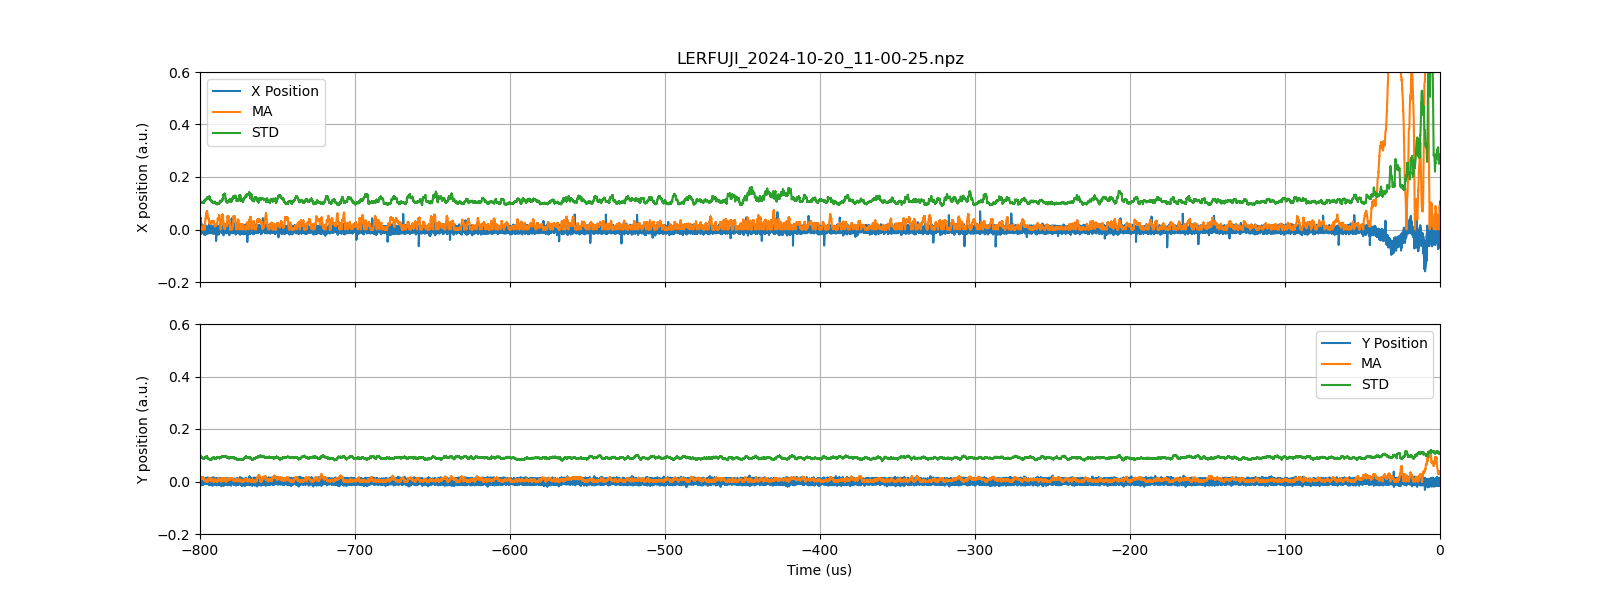 LERFUJI_2024-10-20_11-00-25.npz
0.6
0.4
0.2
0.0
−0.2
X position (a.u.)
X Position
MA
STD
0.6
0.4
0.2
0.0
−0.2
Y position (a.u.)
Y Position
MA
STD
−800 −700 −600 −500 −400 −300 −200 −100 0
Time (us)